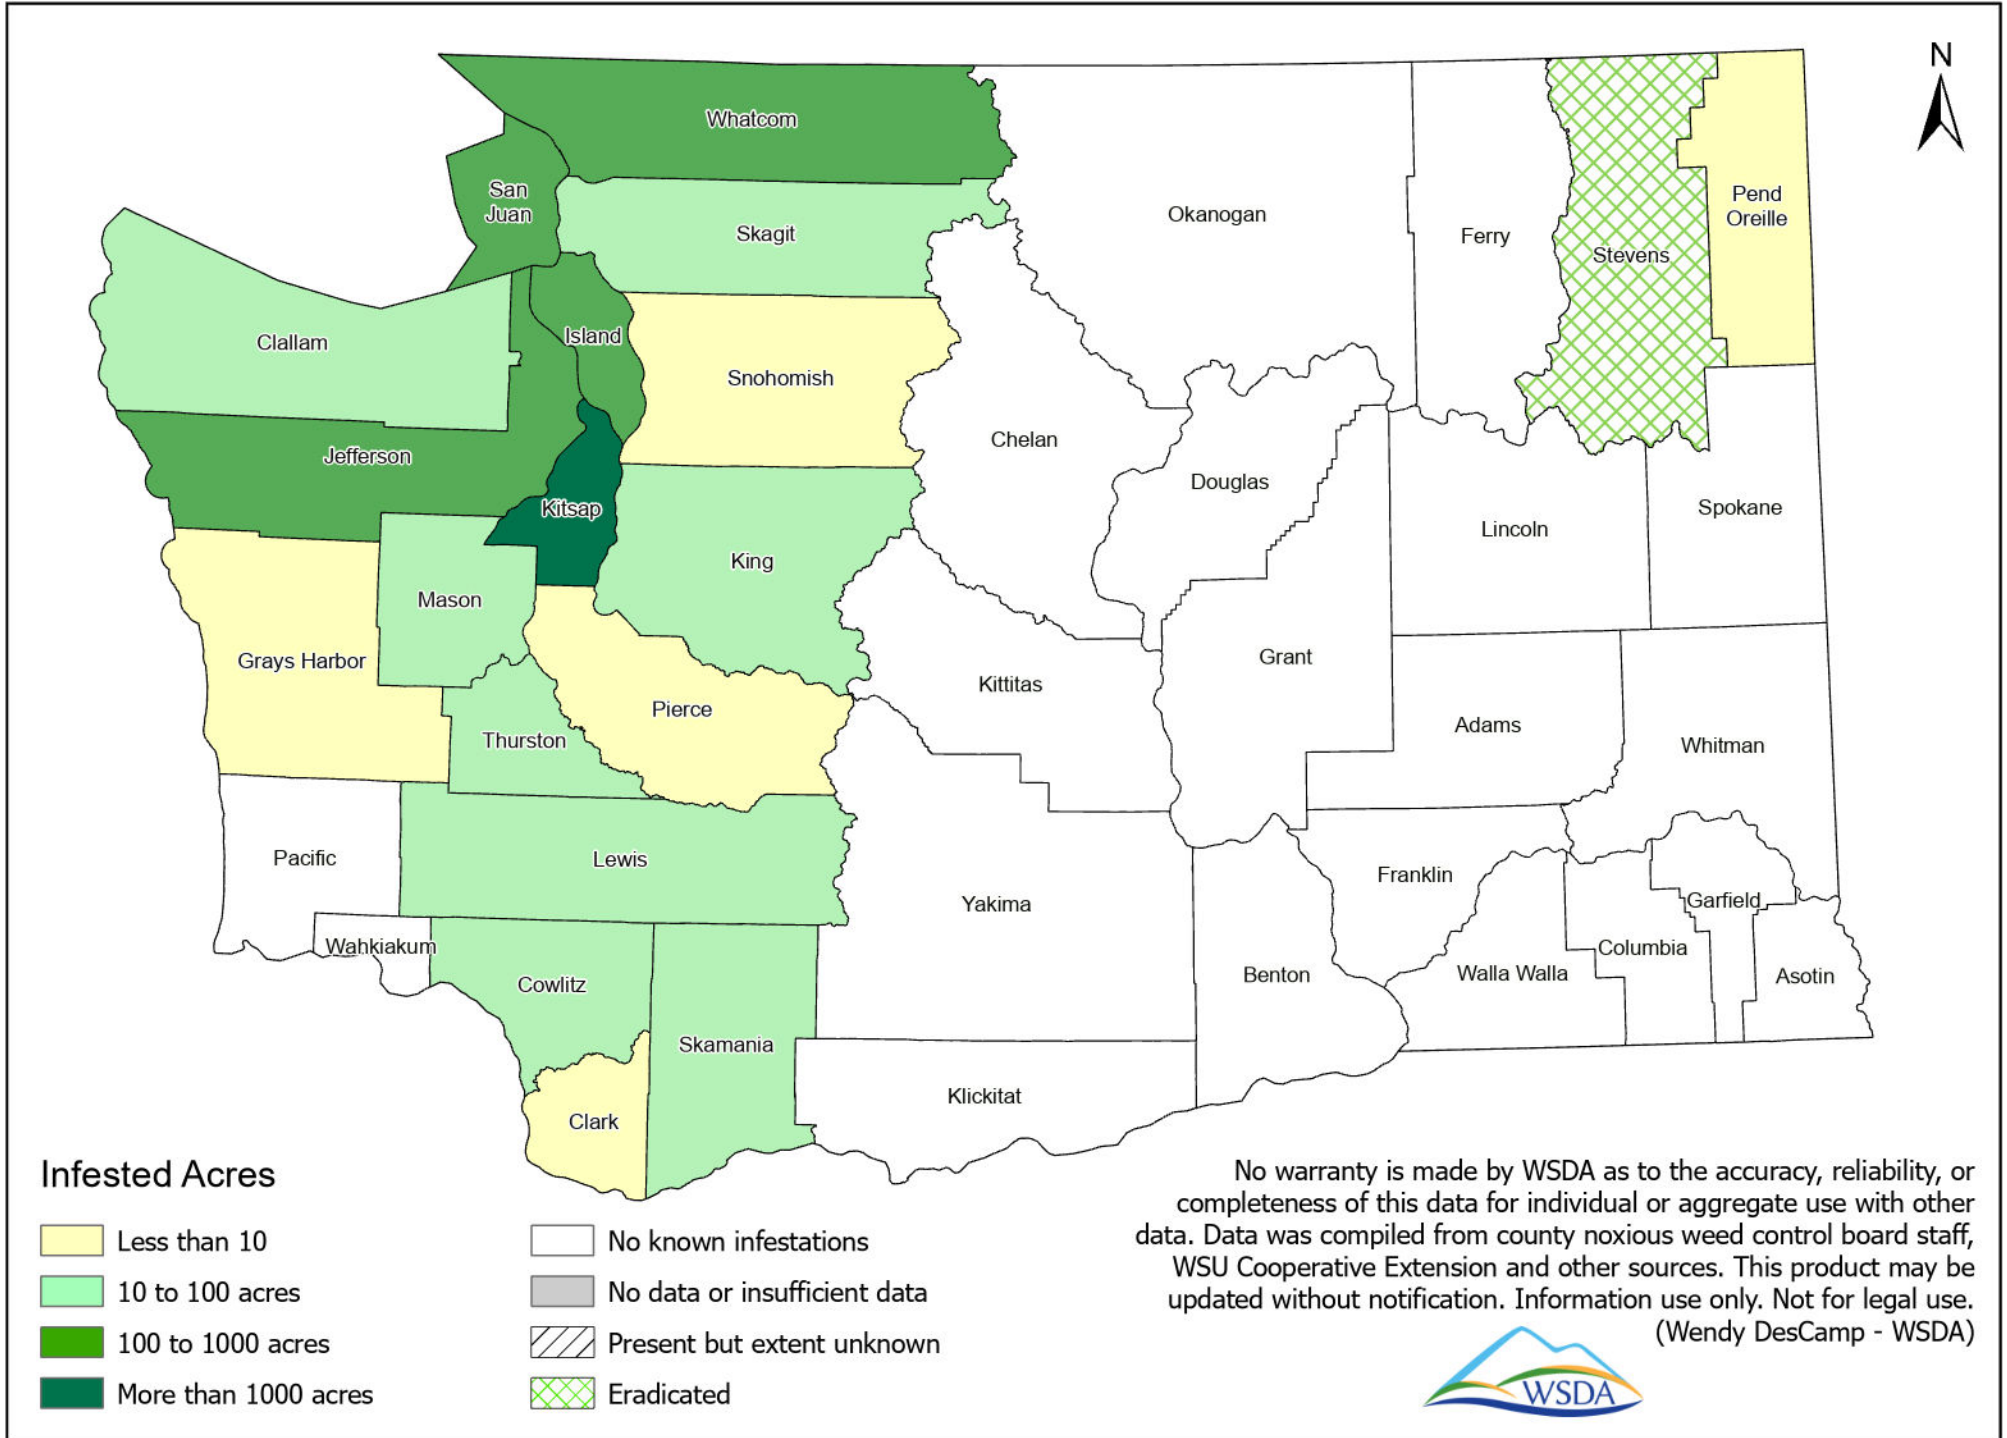 N
Whatcom
San
Juan
Skagit
Okanogan
Ferry
Stevens
Pend
Oreille
Clallam
Island
Snohomish
Chelan
Jefferson
Kitsap
Douglas
Lincoln
Spokane
King
Mason
Grays Harbor
Kittitas
Grant
Pierce
Thurston
Adams
Whitman
Pacific
Lewis
Yakima
Franklin
Garfield
Wahkiakum
Cowlitz
Benton
Walla Walla
Columbia
Asotin
Skamania
Klickitat
Clark
Infested Acres
Less than 10
10 to 100 acres
100 to 1000 acres
More than 1000 acres
No known infestations
No data or insufficient data
Present but extent unknown
Eradicated
No warranty is made by WSDA as to the accuracy, reliability, or
completeness of this data for individual or aggregate use with other
data. Data was compiled from county noxious weed control board staff,
WSU Cooperative Extension and other sources. This product may be
updated without notification. Information use only. Not for legal use.
(Wendy DesCamp - WSDA)
WSDA